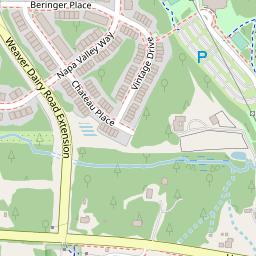 Beringer Place
Weaver Dairy Road Extension
Napa Valley Way
Vintage Drive
Chateau Place
P